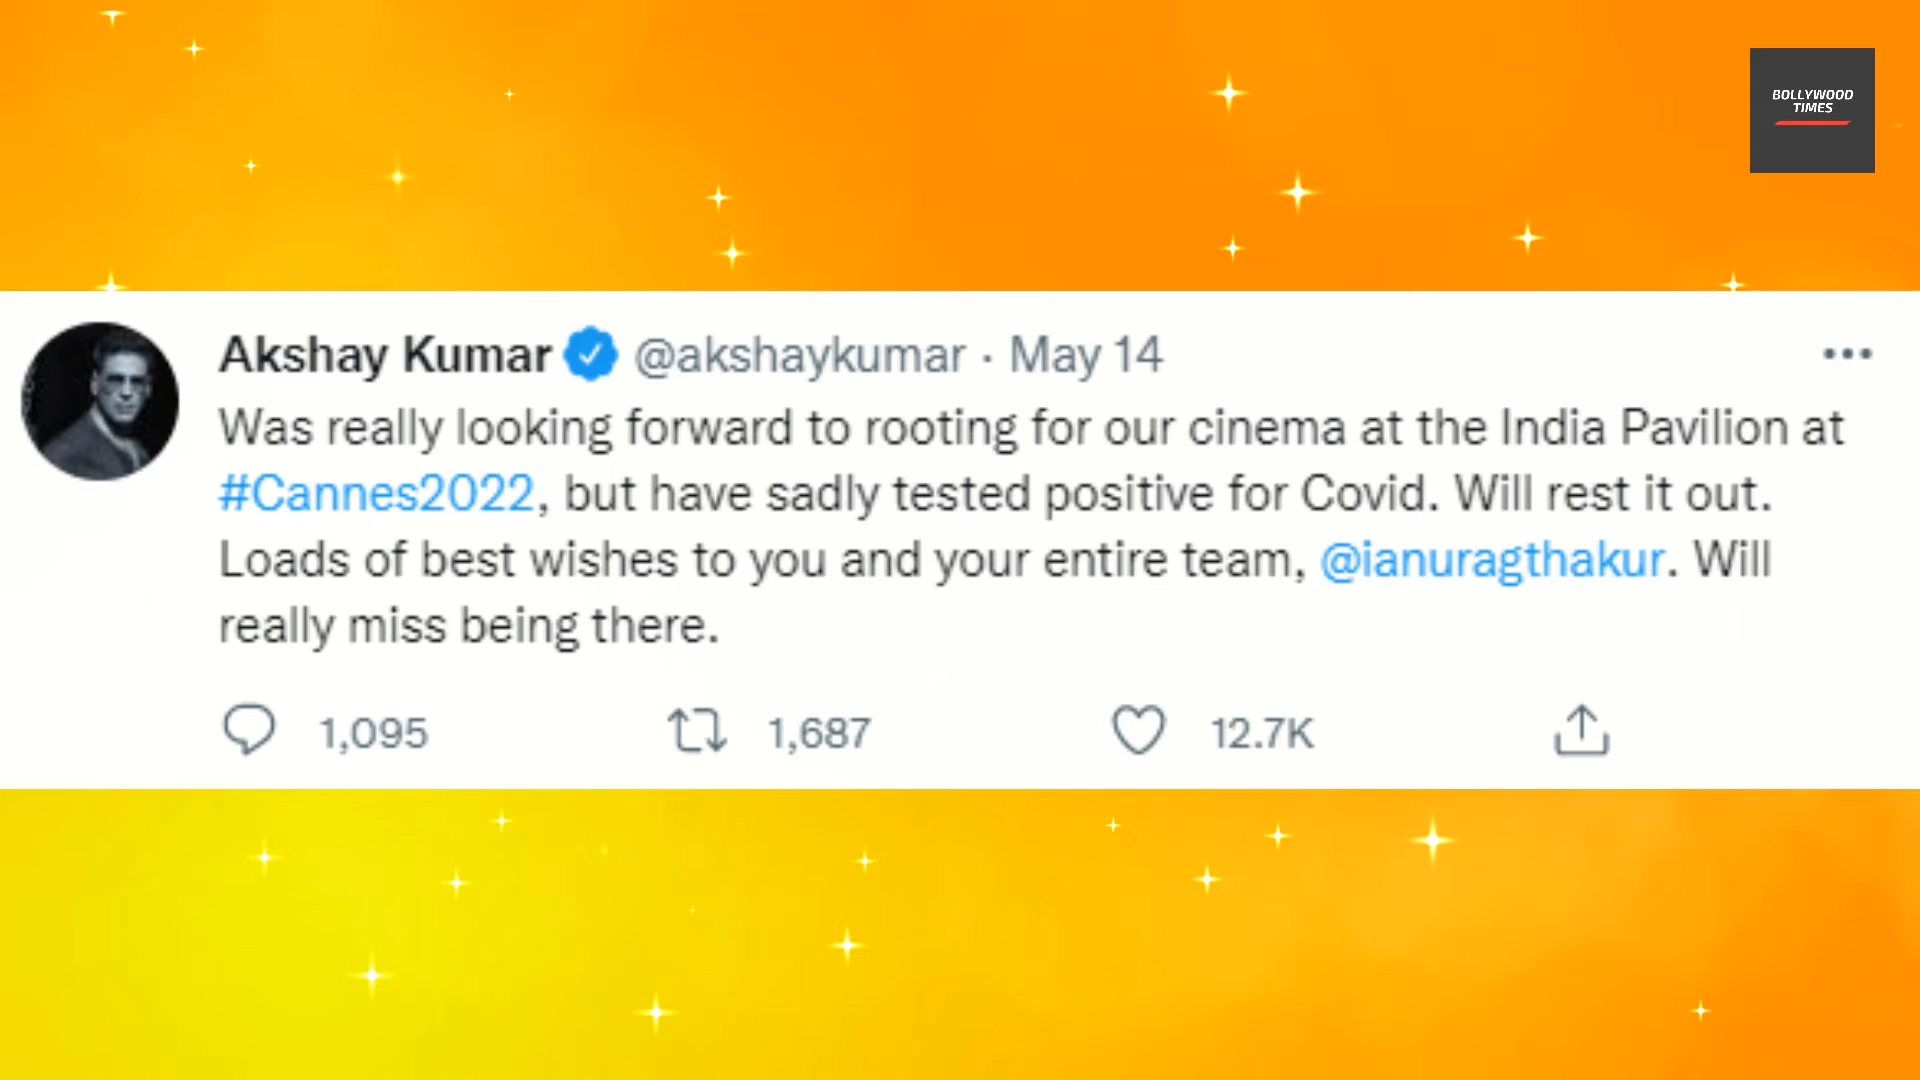 BOLLYWOOD
TIMES
Akshay Kumar @akshaykumar · May 14
Was really looking forward to rooting for our cinema at the India Pavilion at
#Cannes2022, but have sadly tested positive for Covid. Will rest it out.
Loads of best wishes to you and your entire team, @ianuragthakur. Will
really miss being there.
1,095 1,687 12.7K